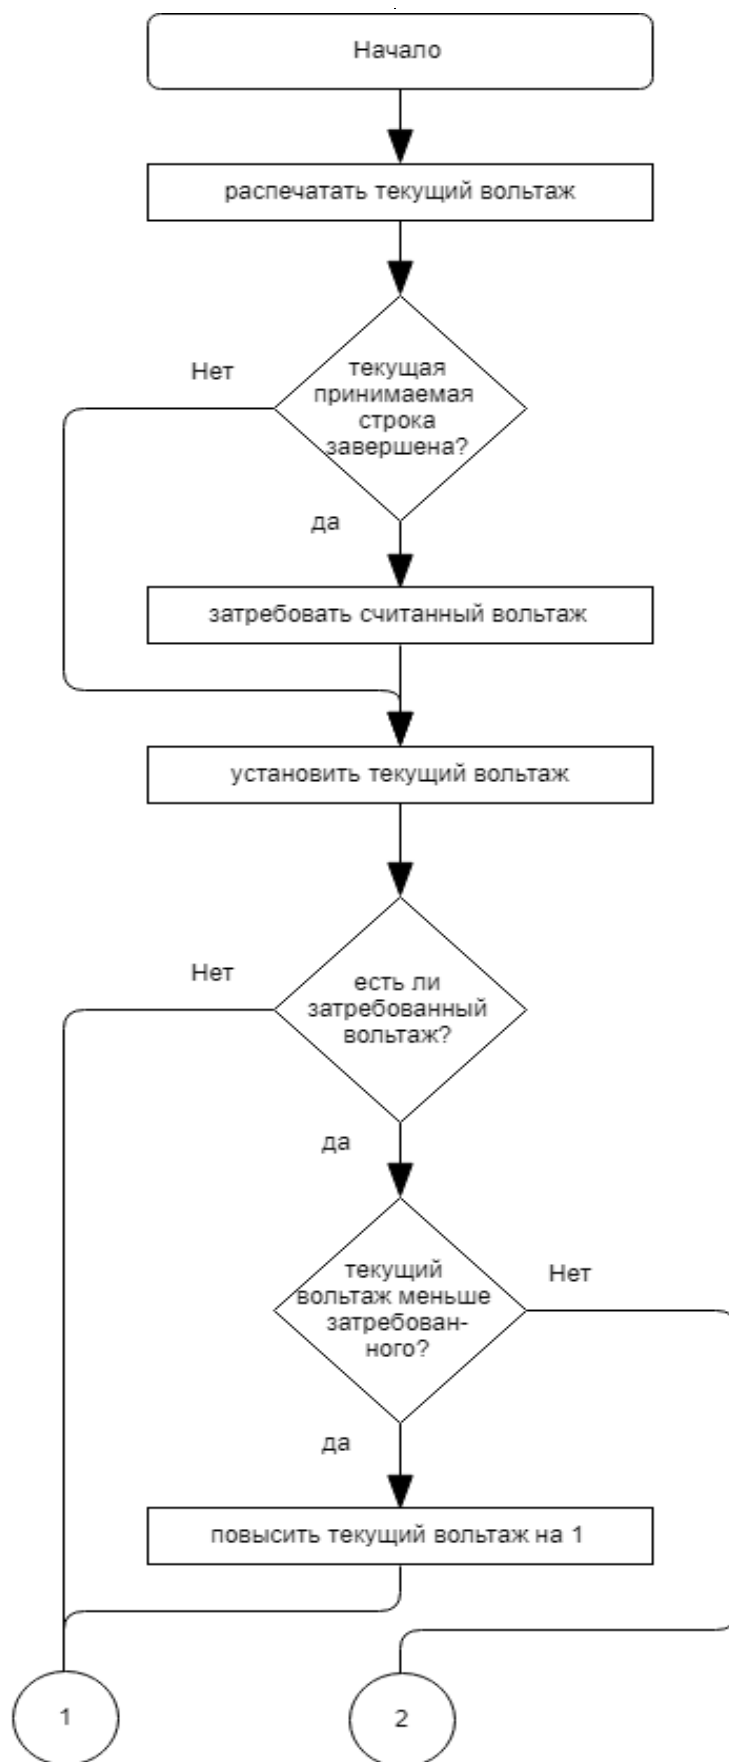 Начало
распечатать текущий вольтаж
Нет
текущая
принимаемая
строка
завершена?
да
затребовать считанный вольтаж
установить текущий вольтаж
Нет
есть ли
затребованный
вольтаж?
да
текущий
вольтаж меньше
затребован-
ного?
Нет
да
повысить текущий вольтаж на 1
1
2